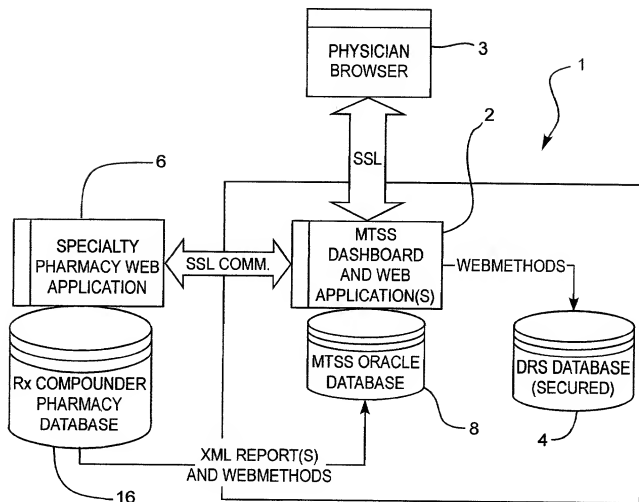 PHYSICIAN
BROWSER
3
1
2
6
SSL
SPECIALTY
PHARMACY WEB
APPLICATION
SSL COMM.
MTSS
DASHBOARD
AND WEB
APPLICATION(S)
WEBMETHODS
Rx COMPOUNDER
PHARMACY
DATABASE
MTSS ORACLE
DATABASE
DRS DATABASE
(SECURED)
8
4
XML REPORT(S)
AND WEBMETHODS
16